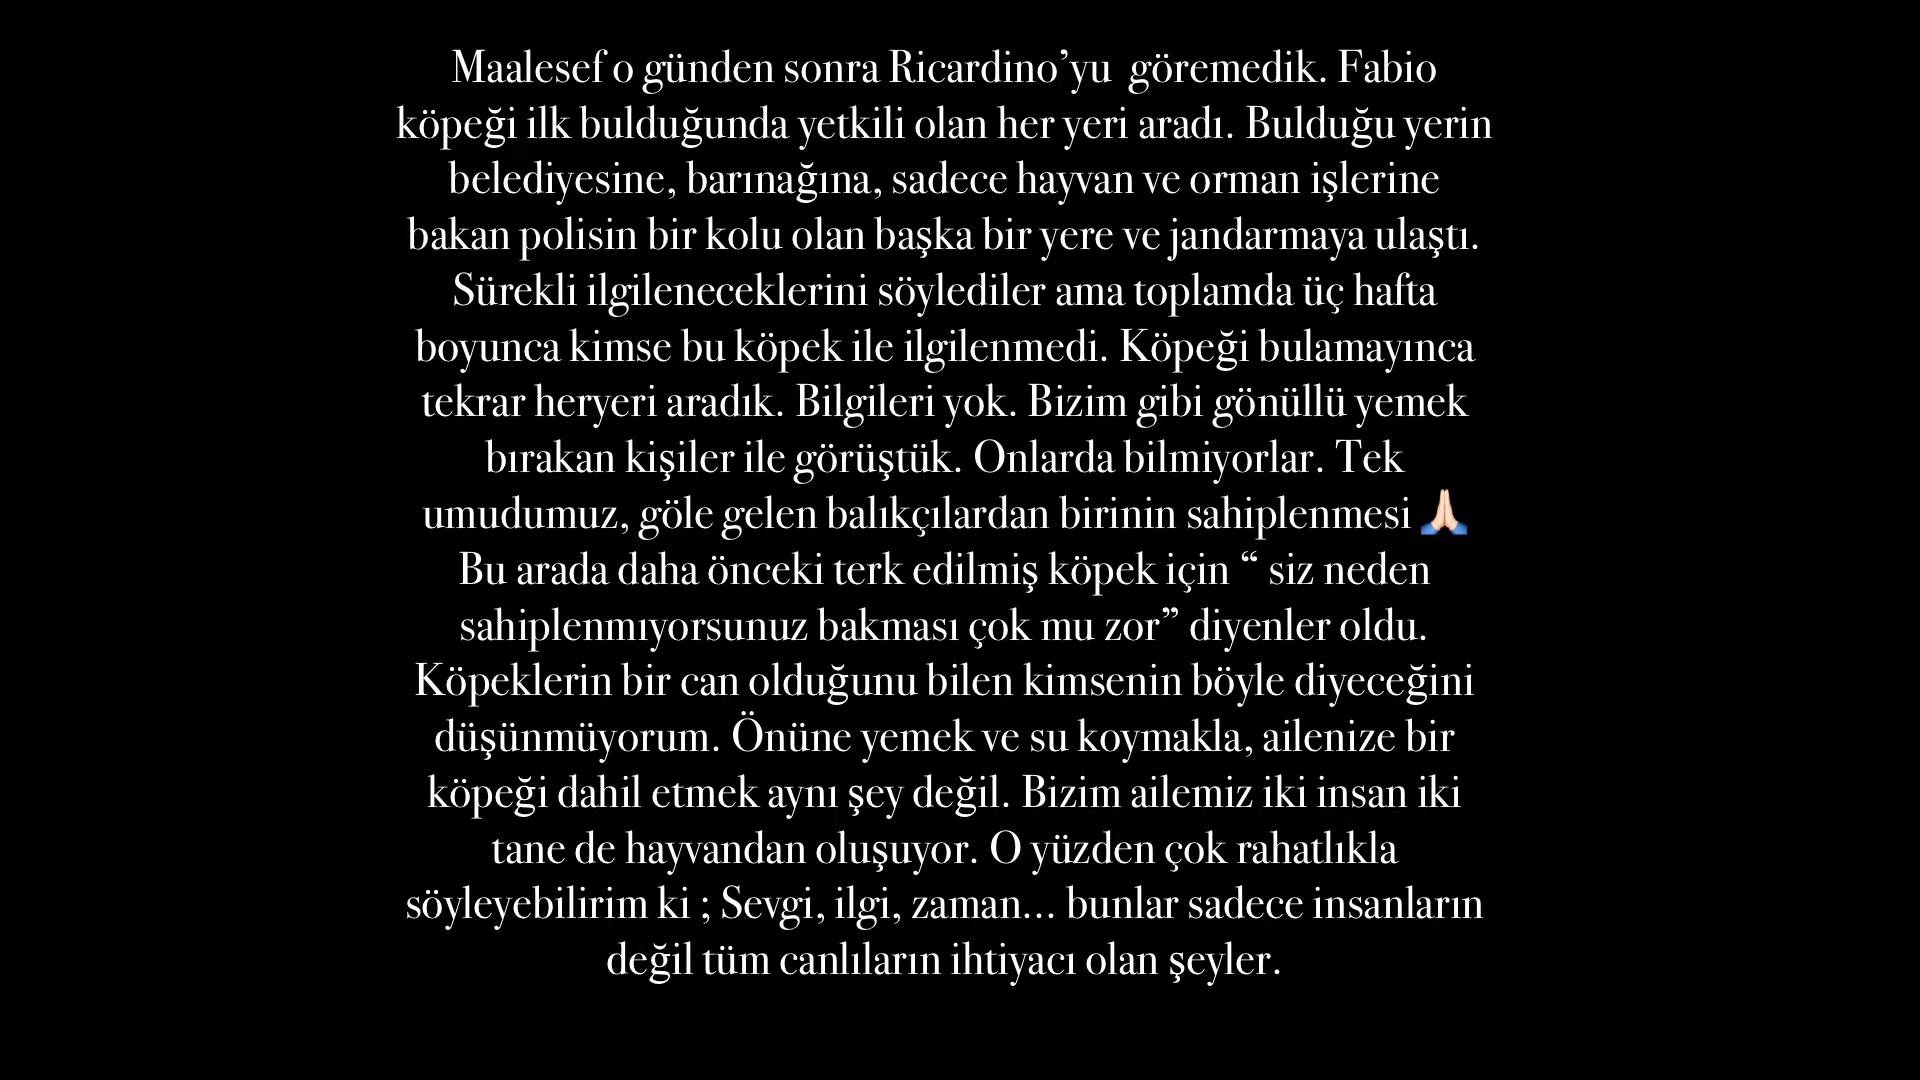 Maalesef o günden sonra Ricardino’yu  göremedik. Fabio
köpeği ilk bulduğunda yetkili olan her yeri aradı. Bulduğu yerin
belediyesine, barınağına, sadece hayvan ve orman işlerine
bakan polisin bir kolu olan başka bir yere ve jandarmaya ulaştı.
Sürekli ilgileneceklerini söylediler ama toplamda üç hafta
boyunca kimse bu köpek ile ilgilenmedi. Köpeği bulamayınca
tekrar heryeri aradık. Bilgileri yok. Bizim gibi gönüllü yemek
bırakan kişiler ile görüştük. Onlarda bilmiyorlar. Tek
umudumuz, göle gelen balıkçılardan birinin sahiplenmesi 🙏🏻
Bu arada daha önceki terk edilmiş köpek için “ siz neden
sahiplenmıyorsunuz bakması çok mu zor” diyenler oldu.
Köpeklerin bir can olduğunu bilen kimsenin böyle diyeceğini
düşünmüyorum. Önüne yemek ve su koymakla, ailenize bir
köpeği dahil etmek aynı şey değil. Bizim ailemiz iki insan iki
tane de hayvandan oluşuyor. O yüzden çok rahatlıkla
söyleyebilirim ki ; Sevgi, ilgi, zaman... bunlar sadece insanların
değil tüm canlıların ihtiyacı olan şeyler.